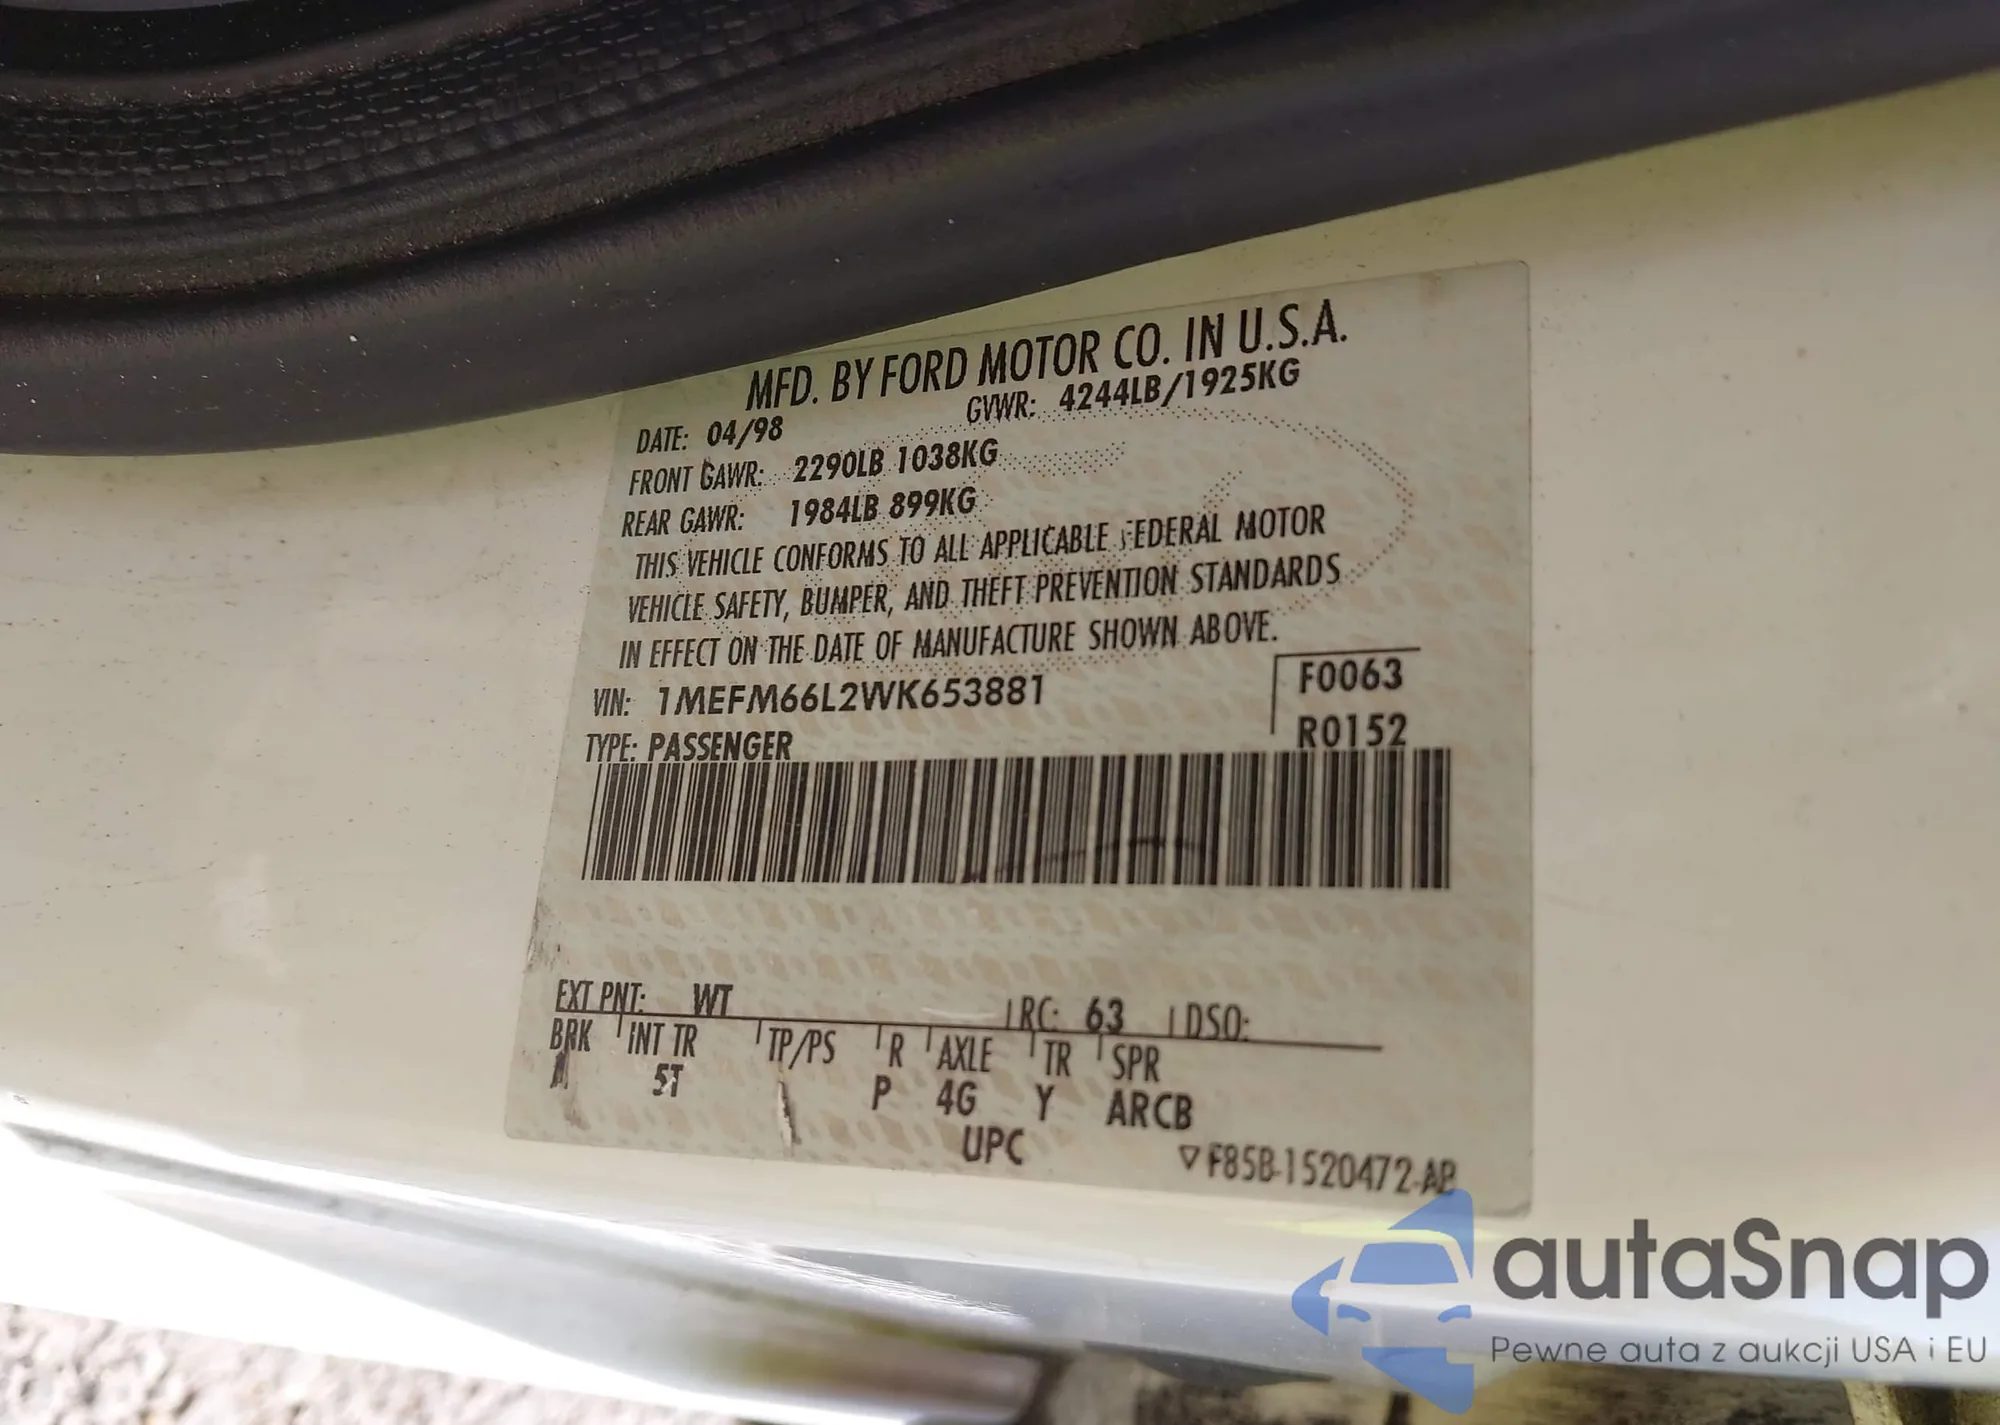 MFD. BY FORD MOTOR CO. IN U.S.A.
DATE: 04/98 GVWR: 4244LB/1925KG
FRONT GAWR: 2290LB 1038KG
REAR GAWR: 1984LB 899KG
THIS VEHICLE CONFORMS TO ALL APPLICABLE FEDERAL MOTOR
VEHICLE SAFETY, BUMPER, AND THEFT PREVENTION STANDARDS
IN EFFECT ON THE DATE OF MANUFACTURE SHOWN ABOVE.
VIN: 1MEFM66L2WK653881 F0063
TYPE: PASSENGER R0152
EXT PNT: WT RC: 63 DSO:
BRK INT TR TP/PS R AXLE TR SPR
5T P 4G Y ARCB
UPC
▽F85B-1520472-AB
autaSnap
Pewne auta z aukcji USA i EU